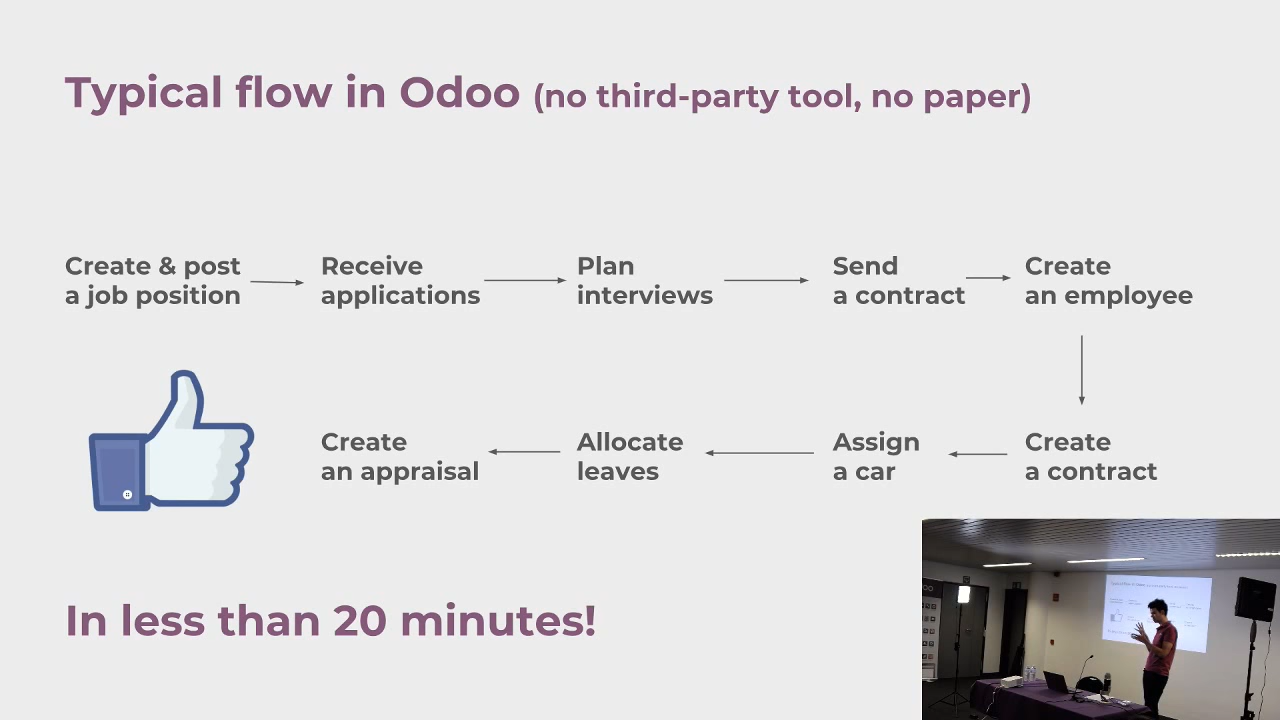 Typical flow in Odoo (no third-party tool, no paper)
Create & post
a job position
Receive
applications
Plan
interviews
Send
a contract
Create
an employee
Create
an appraisal
Allocate
leaves
Assign
a car
Create
a contract
In less than 20 minutes!